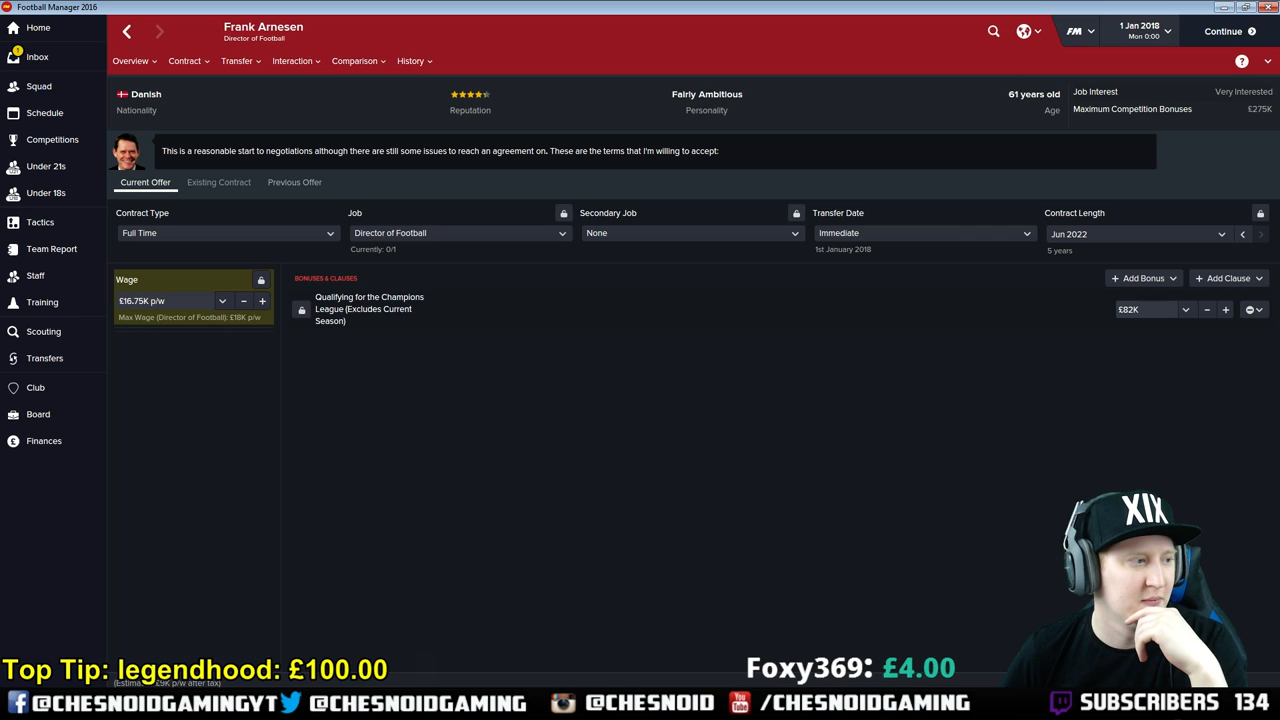 Football Manager 2016
Home
1
Inbox
Squad
Schedule
Competitions
Under 21s
Under 18s
Tactics
Team Report
Staff
Training
Scouting
Transfers
Club
Board
Finances
Frank Arnesen
Director of Football
FM
1 Jan 2018
Mon 0:00
Continue
Overview
Contract
Transfer
Interaction
Comparison
History
?
Danish
Nationality
Reputation
Fairly Ambitious
Personality
61 years old
Age
Job Interest
Very Interested
Maximum Competition Bonuses
£275K
This is a reasonable start to negotiations although there are still some issues to reach an agreement on. These are the terms that I'm willing to accept:
Current Offer
Existing Contract
Previous Offer
Contract Type
Full Time
Job
Director of Football
Currently: 0/1
Secondary Job
None
Transfer Date
Immediate
1st January 2018
Contract Length
Jun 2022
5 years
Wage
£16.75K p/w
Max Wage (Director of Football): £18K p/w
BONUSES & CLAUSES
Add Bonus
Add Clause
Qualifying for the Champions
League (Excludes Current
Season)
£82K
XIX
Top Tip: legendhood: £100.00
Foxy369: £4.00
@CHESNOIDGAMINGYT
@CHESNOIDGAMING
@CHESNOID
/CHESNOIDGAMING
SUBSCRIBERS 134